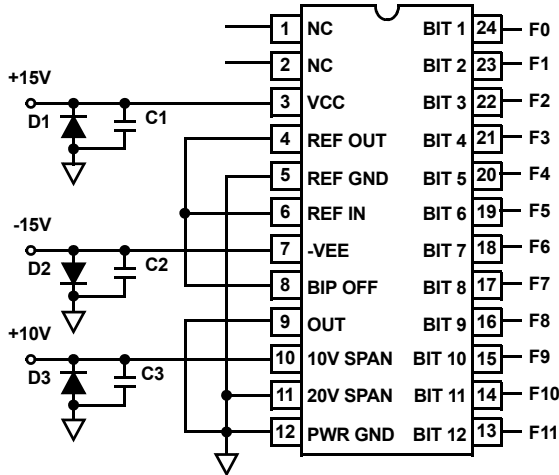 1 NC BIT 1 24 F0
2 NC BIT 2 23 F1
+15V
D1 C1
3 VCC BIT 3 22 F2
4 REF OUT BIT 4 21 F3
5 REF GND BIT 5 20 F4
6 REF IN BIT 6 19 F5
-15V
D2 C2
7 -VEE BIT 7 18 F6
8 BIP OFF BIT 8 17 F7
9 OUT BIT 9 16 F8
+10V
D3 C3
10 10V SPAN BIT 10 15 F9
11 20V SPAN BIT 11 14 F10
12 PWR GND BIT 12 13 F11